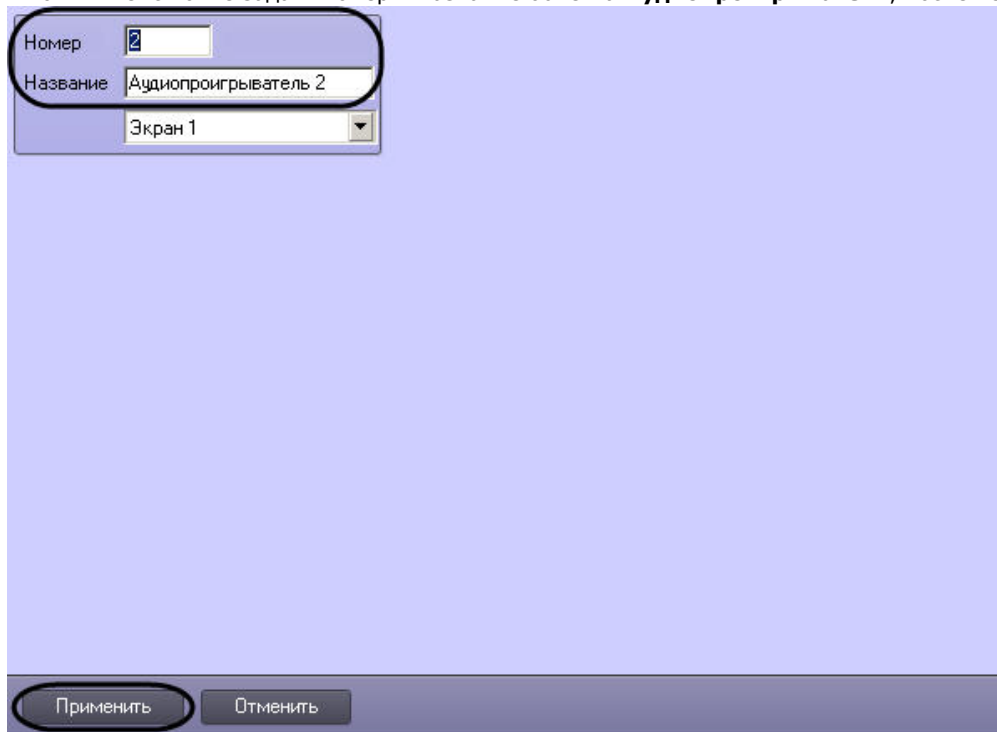 Номер 2
Название Аудиопроигрыватель 2
Экран 1
Применить Отменить